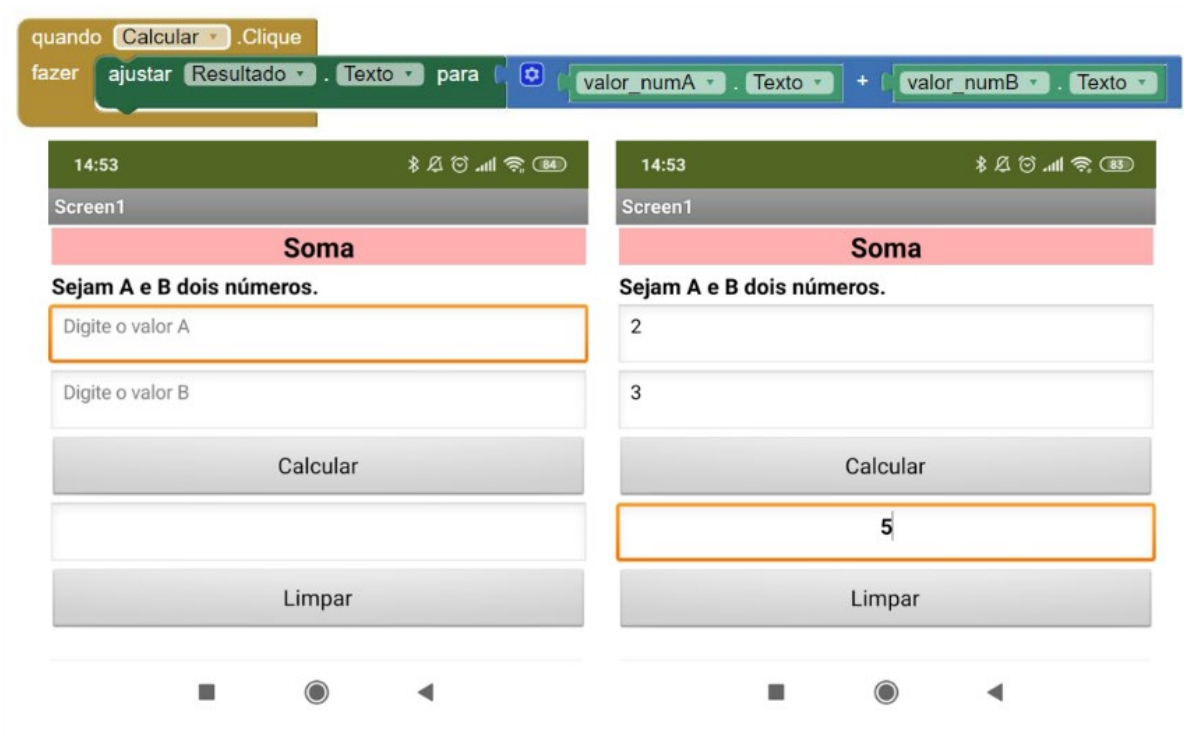 quando Calcular .Clique
fazer ajustar Resultado . Texto para valor_numA . Texto + valor_numB . Texto
14:53 84
Screen1
Soma
Sejam A e B dois números.
Digite o valor A
Digite o valor B
Calcular
Limpar
14:53 83
Screen1
Soma
Sejam A e B dois números.
2
3
Calcular
5
Limpar